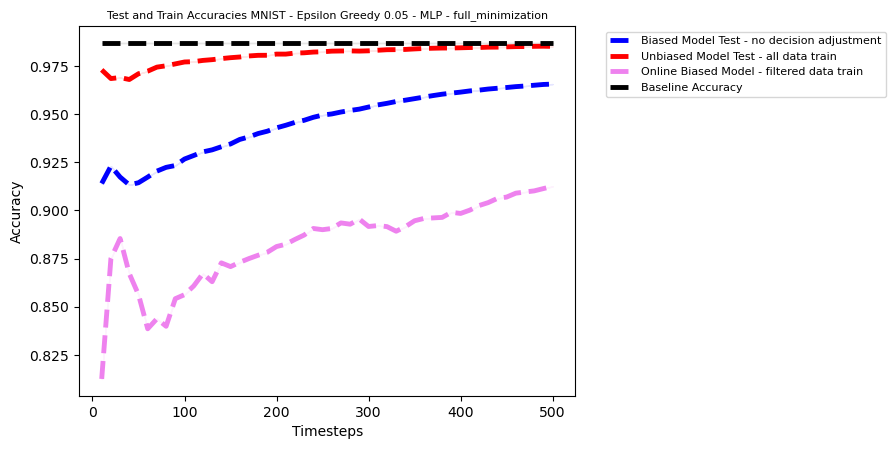 Test and Train Accuracies MNIST - Epsilon Greedy 0.05 - MLP - full_minimization
Biased Model Test - no decision adjustment
Unbiased Model Test - all data train
Online Biased Model - filtered data train
Baseline Accuracy
Accuracy
0.975
0.950
0.925
0.900
0.875
0.850
0.825
0 100 200 300 400 500
Timesteps